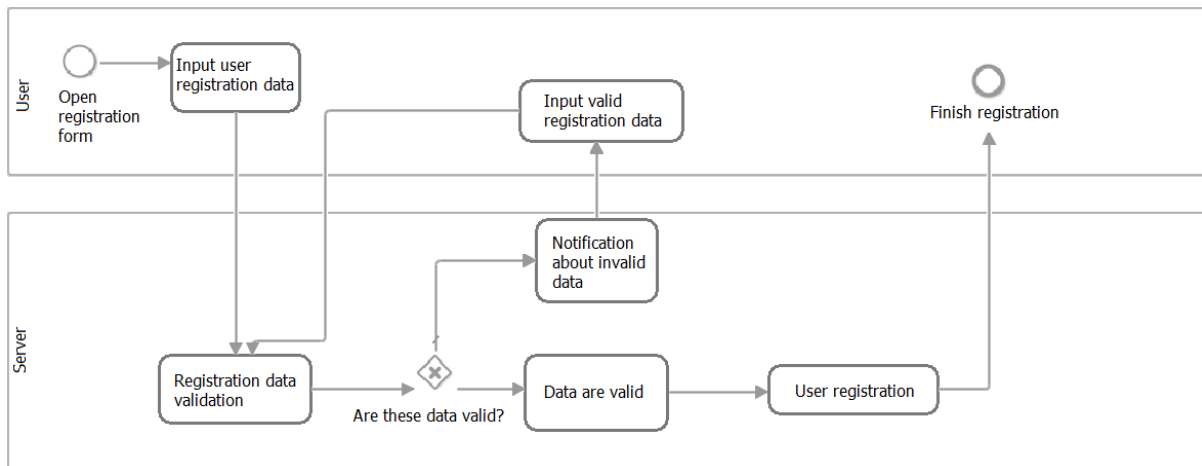 User
Open
registration
form
Input user
registration data
Input valid
registration data
Finish registration
Server
Notification
about invalid
data
Registration data
validation
Are these data valid?
Data are valid
User registration